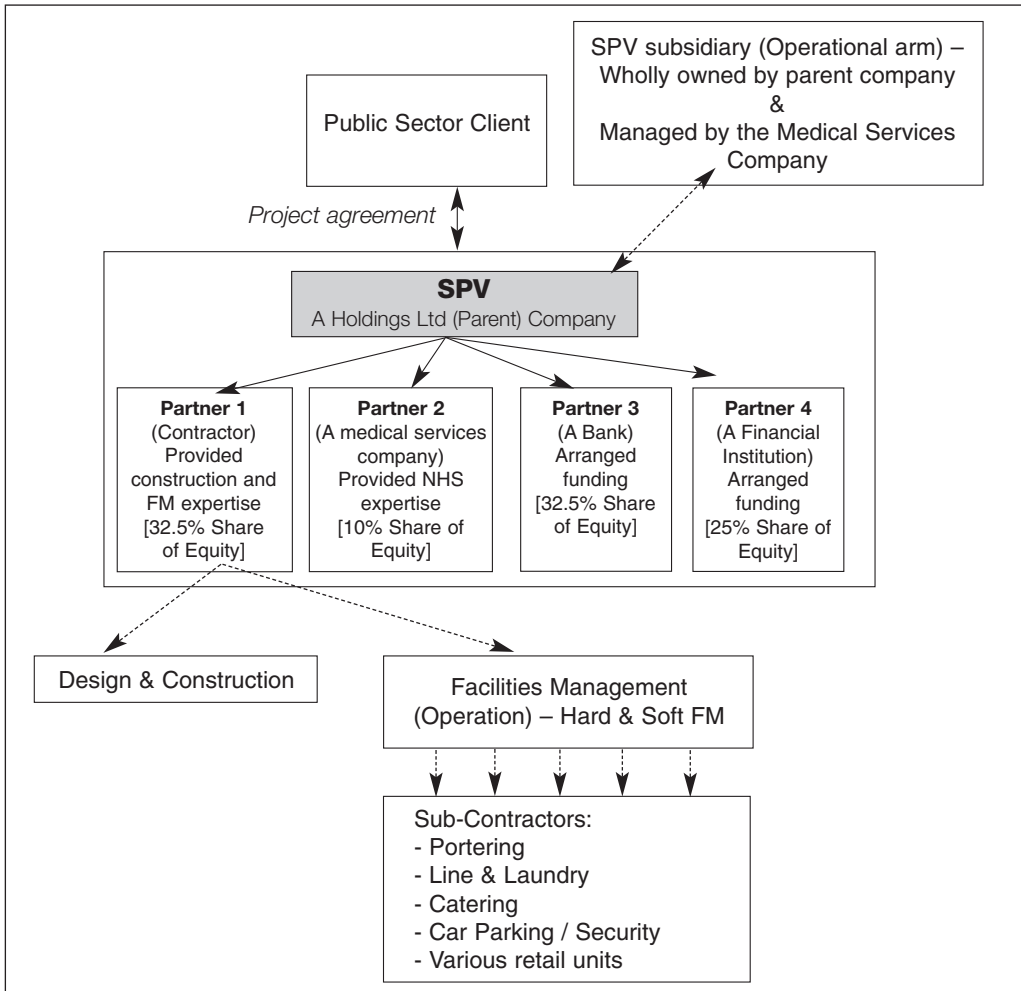 SPV subsidiary (Operational arm) –
Wholly owned by parent company
&
Managed by the Medical Services
Company
Public Sector Client
Project agreement
SPV
A Holdings Ltd (Parent) Company
Partner 1
(Contractor)
Provided
construction and
FM expertise
[32.5% Share
of Equity]
Partner 2
(A medical services
company)
Provided NHS
expertise
[10% Share of
Equity]
Partner 3
(A Bank)
Arranged
funding
[32.5% Share of
Equity]
Partner 4
(A Financial
Institution)
Arranged
funding
[25% Share of
Equity]
Design & Construction
Facilities Management
(Operation) – Hard & Soft FM
Sub-Contractors:
- Portering
- Line & Laundry
- Catering
- Car Parking / Security
- Various retail units